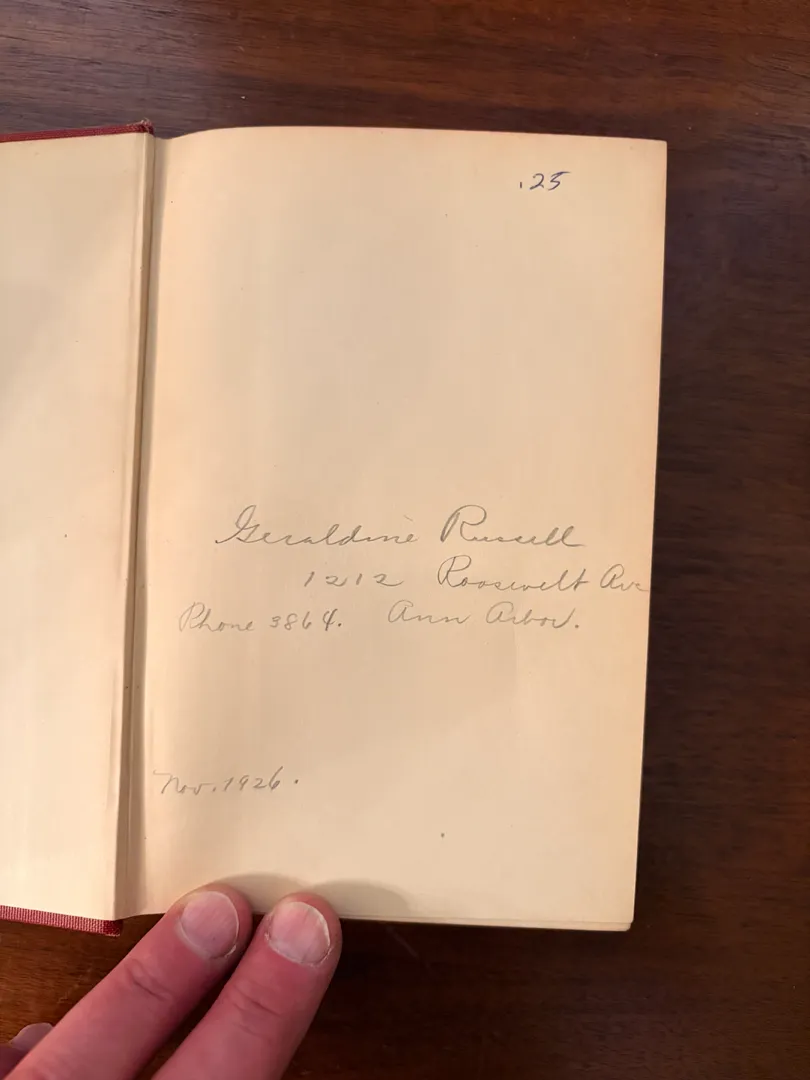 .25
Geraldine Russell
1212 Roosevelt Ave
Phone 3864. Ann Arbor.
Nov. 1926.